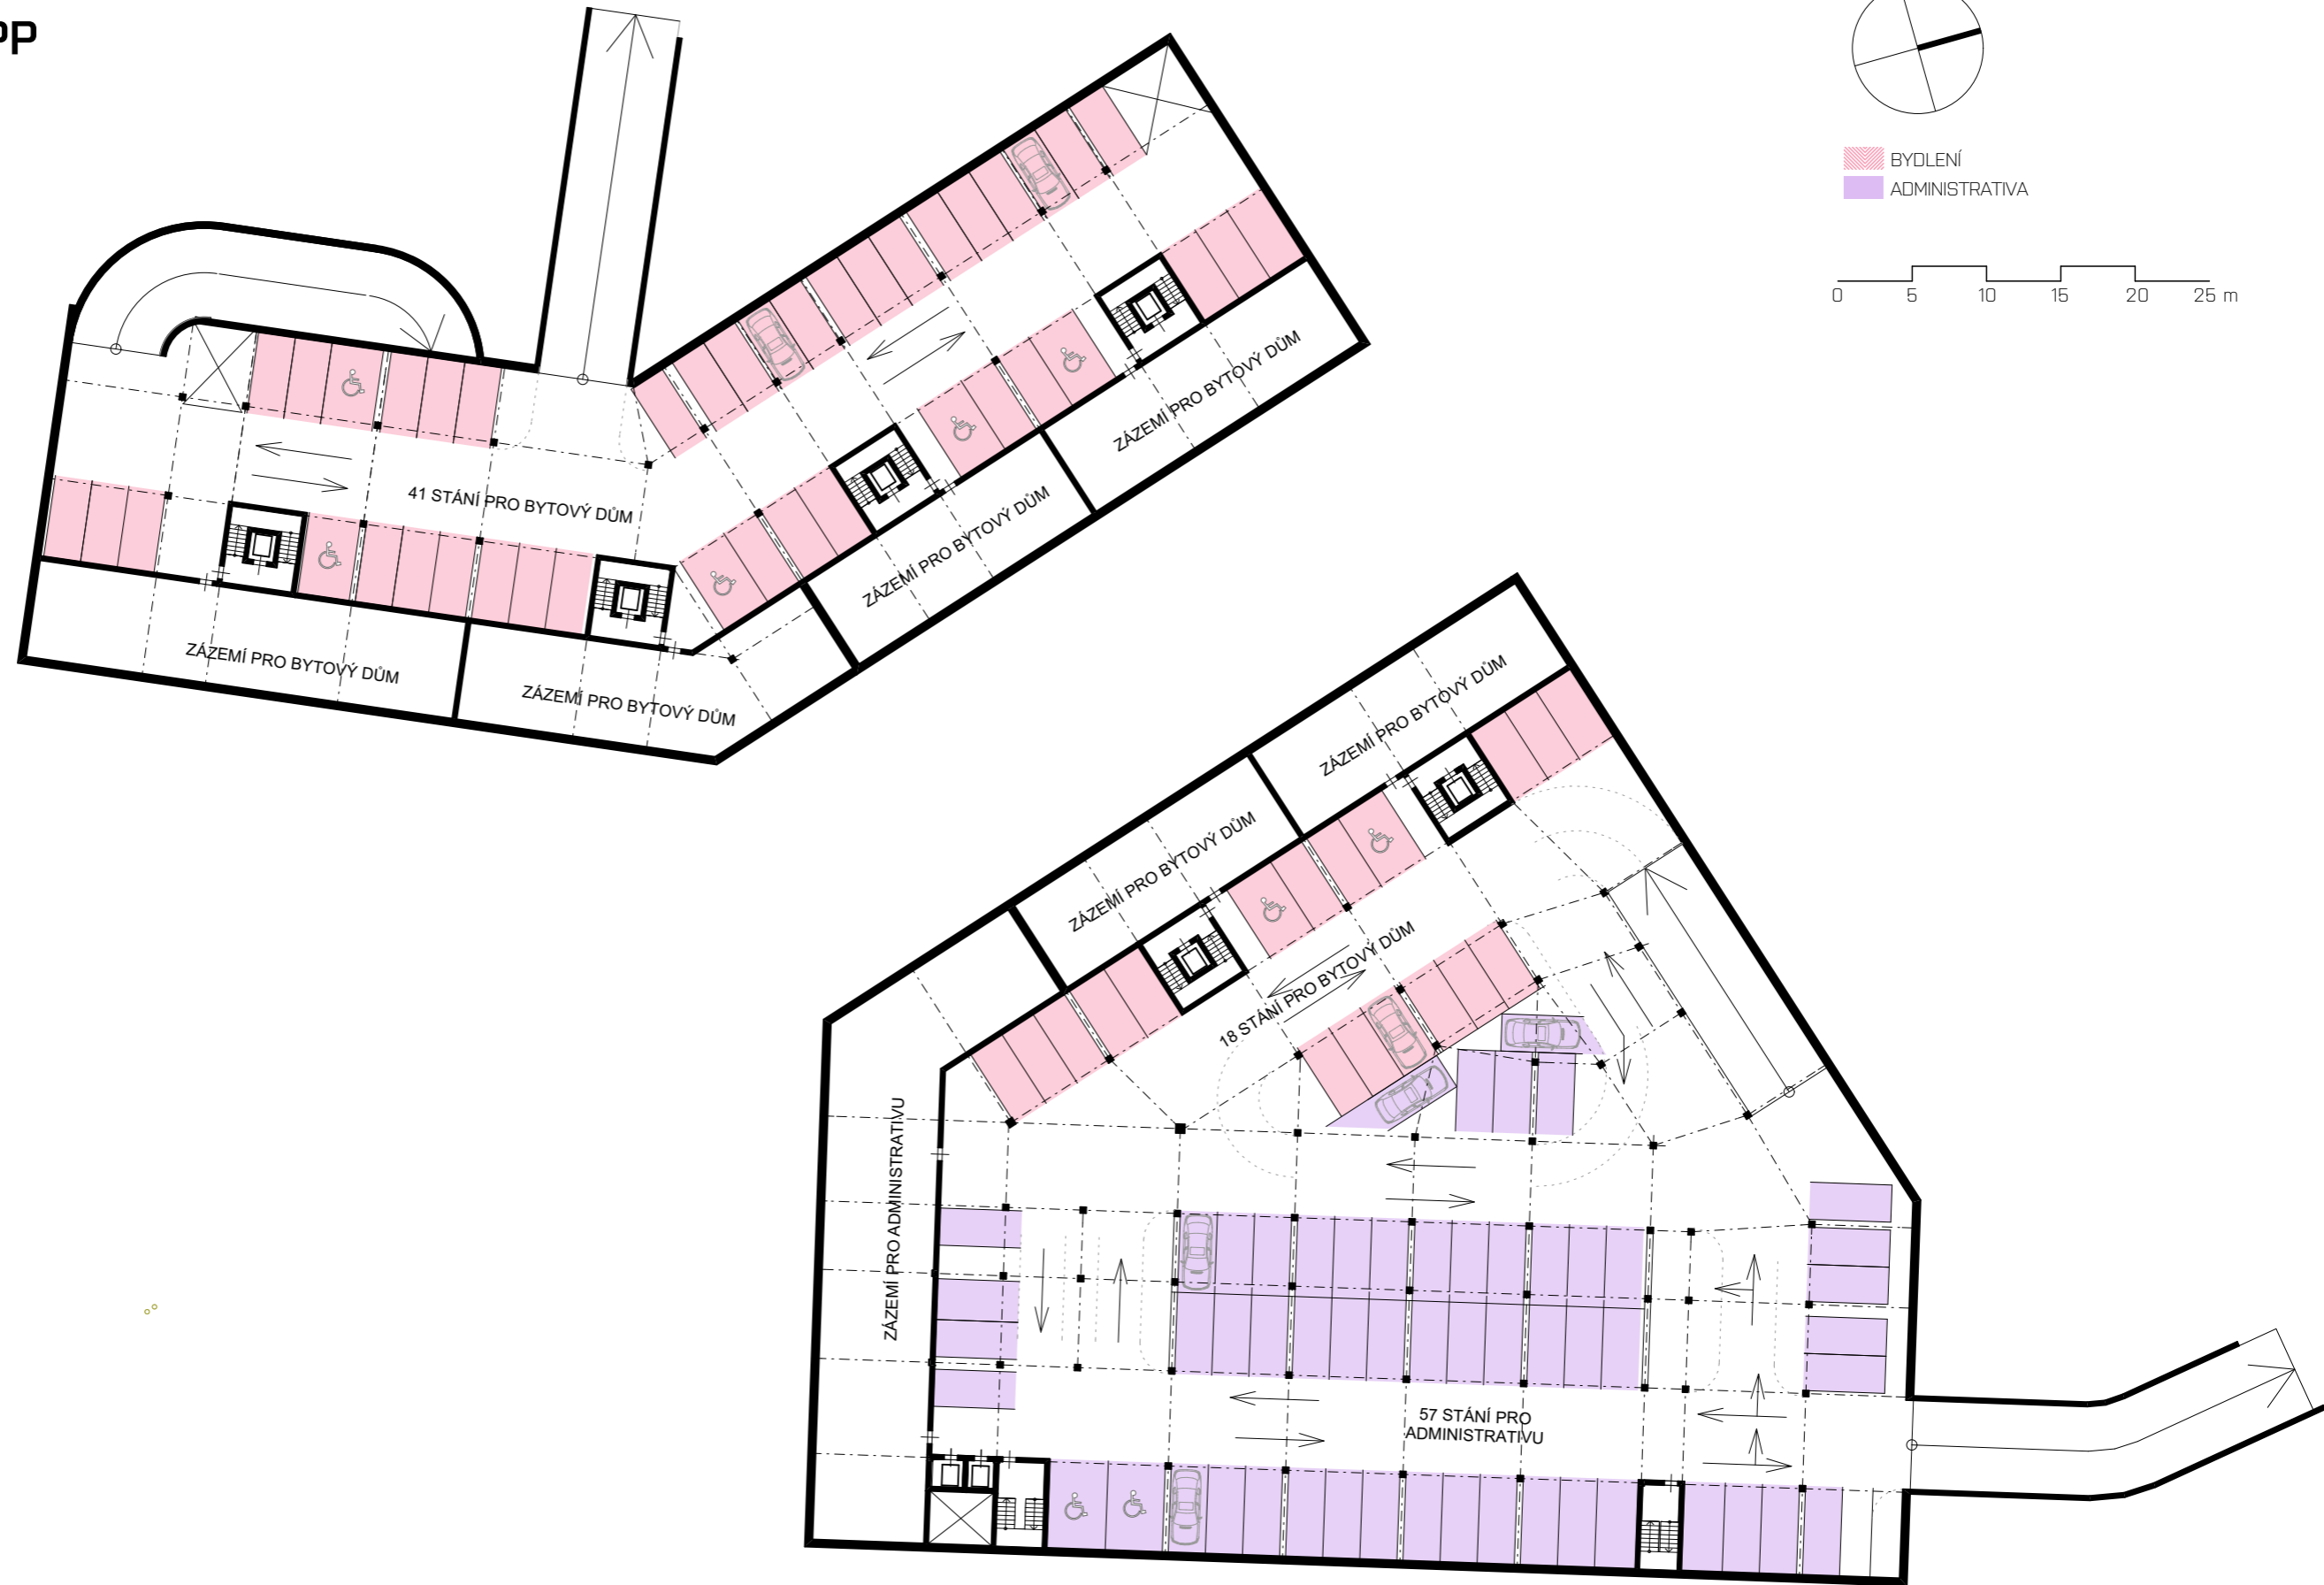 PP
BYDLENÍ
ADMINISTRATIVA
0 5 10 15 20 25 m
41 STÁNÍ PRO BYTOVÝ DŮM
ZÁZEMÍ PRO BYTOVÝ DŮM
ZÁZEMÍ PRO BYTOVÝ DŮM
ZÁZEMÍ PRO BYTOVÝ DŮM
ZÁZEMÍ PRO BYTOVÝ DŮM
ZÁZEMÍ PRO BYTOVÝ DŮM
ZÁZEMÍ PRO BYTOVÝ DŮM
18 STÁNÍ PRO BYTOVÝ DŮM
ZÁZEMÍ PRO ADMINISTRATIVU
57 STÁNÍ PRO
ADMINISTRATIVU